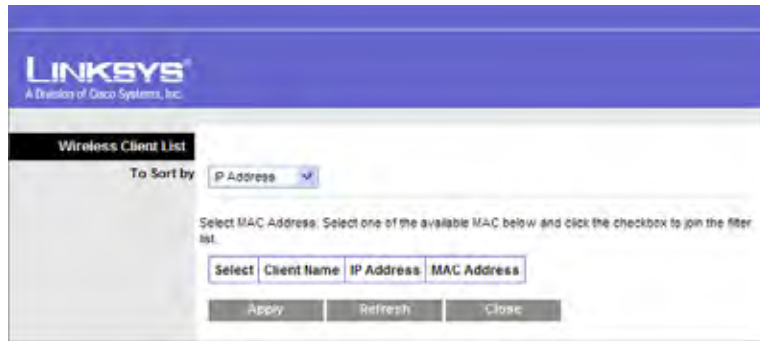 LINKSYS®
A Division of Cisco Systems, Inc.
Wireless Client List
To Sort by IP Address
Select MAC Address: Select one of the available MAC below and click the checkbox to join the filter
list.
Select Client Name IP Address MAC Address
Apply Refresh Close